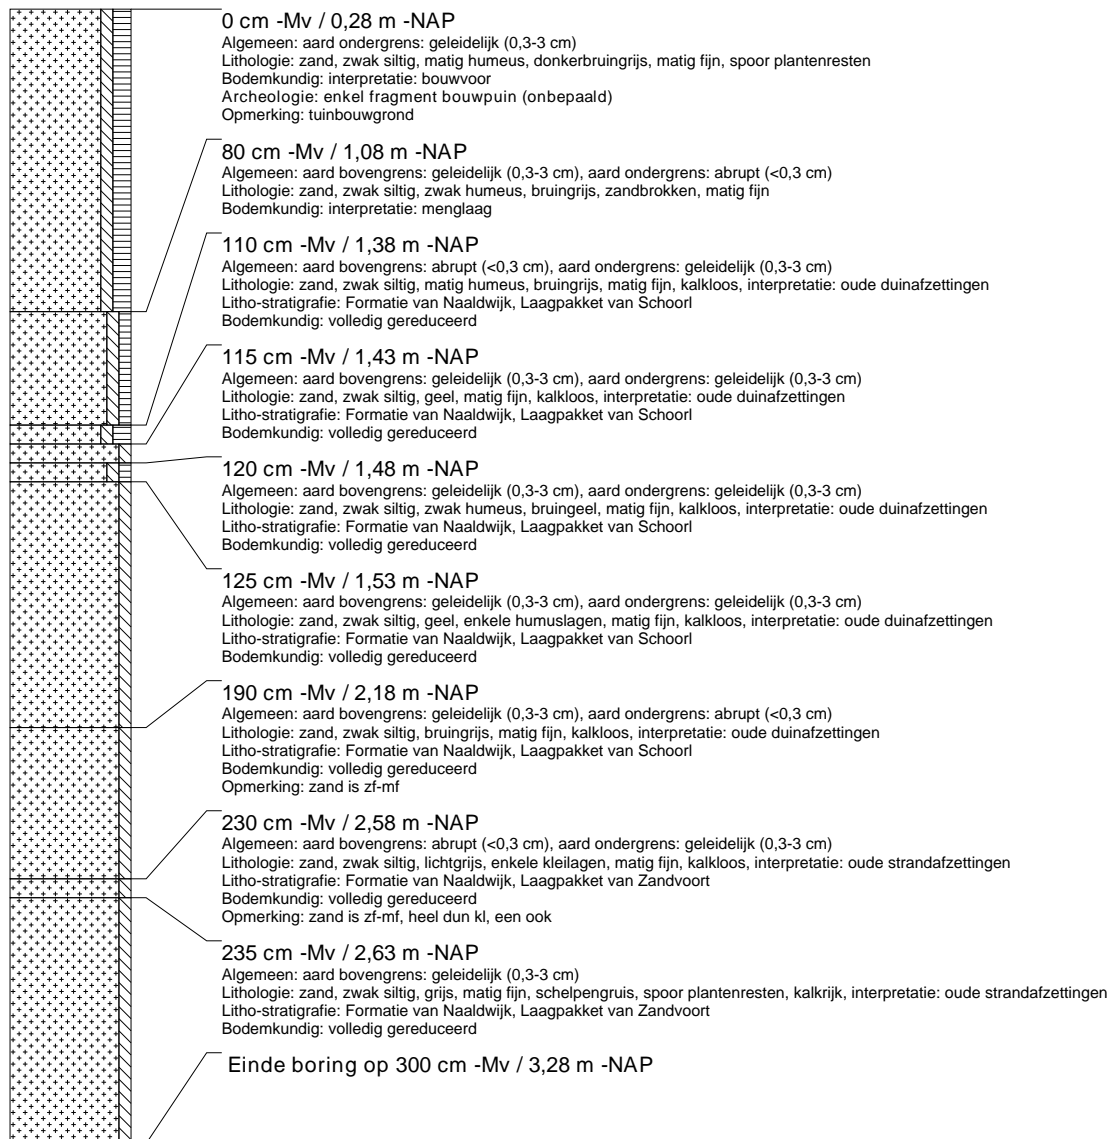 0 cm -Mv / 0,28 m -NAP
Algemeen: aard ondergrens: geleidelijk (0,3-3 cm)
Lithologie: zand, zwak siltig, matig humeus, donkerbruingrijs, matig fijn, spoor plantenresten
Bodemkundig: interpretatie: bouwvoor
Archeologie: enkel fragment bouwpuin (onbepaald)
Opmerking: tuinbouwgrond
80 cm -Mv / 1,08 m -NAP
Algemeen: aard bovengrens: geleidelijk (0,3-3 cm), aard ondergrens: abrupt (<0,3 cm)
Lithologie: zand, zwak siltig, zwak humeus, bruingrijs, zandbrokken, matig fijn
Bodemkundig: interpretatie: menglaag
110 cm -Mv / 1,38 m -NAP
Algemeen: aard bovengrens: abrupt (<0,3 cm), aard ondergrens: geleidelijk (0,3-3 cm)
Lithologie: zand, zwak siltig, matig humeus, bruingrijs, matig fijn, kalkloos, interpretatie: oude duinafzettingen
Litho-stratigrafie: Formatie van Naaldwijk, Laagpakket van Schoorl
Bodemkundig: volledig gereduceerd
115 cm -Mv / 1,43 m -NAP
Algemeen: aard bovengrens: geleidelijk (0,3-3 cm), aard ondergrens: geleidelijk (0,3-3 cm)
Lithologie: zand, zwak siltig, geel, matig fijn, kalkloos, interpretatie: oude duinafzettingen
Litho-stratigrafie: Formatie van Naaldwijk, Laagpakket van Schoorl
Bodemkundig: volledig gereduceerd
120 cm -Mv / 1,48 m -NAP
Algemeen: aard bovengrens: geleidelijk (0,3-3 cm), aard ondergrens: geleidelijk (0,3-3 cm)
Lithologie: zand, zwak siltig, zwak humeus, bruingeel, matig fijn, kalkloos, interpretatie: oude duinafzettingen
Litho-stratigrafie: Formatie van Naaldwijk, Laagpakket van Schoorl
Bodemkundig: volledig gereduceerd
125 cm -Mv / 1,53 m -NAP
Algemeen: aard bovengrens: geleidelijk (0,3-3 cm), aard ondergrens: geleidelijk (0,3-3 cm)
Lithologie: zand, zwak siltig, geel, enkele humuslagen, matig fijn, kalkloos, interpretatie: oude duinafzettingen
Litho-stratigrafie: Formatie van Naaldwijk, Laagpakket van Schoorl
Bodemkundig: volledig gereduceerd
190 cm -Mv / 2,18 m -NAP
Algemeen: aard bovengrens: geleidelijk (0,3-3 cm), aard ondergrens: abrupt (<0,3 cm)
Lithologie: zand, zwak siltig, bruingrijs, matig fijn, kalkloos, interpretatie: oude duinafzettingen
Litho-stratigrafie: Formatie van Naaldwijk, Laagpakket van Schoorl
Bodemkundig: volledig gereduceerd
Opmerking: zand is zf-mf
230 cm -Mv / 2,58 m -NAP
Algemeen: aard bovengrens: abrupt (<0,3 cm), aard ondergrens: geleidelijk (0,3-3 cm)
Lithologie: zand, zwak siltig, lichtgrijs, enkele kleilagen, matig fijn, kalkloos, interpretatie: oude strandafzettingen
Litho-stratigrafie: Formatie van Naaldwijk, Laagpakket van Zandvoort
Bodemkundig: volledig gereduceerd
Opmerking: zand is zf-mf, heel dun kl, een ook
235 cm -Mv / 2,63 m -NAP
Algemeen: aard bovengrens: geleidelijk (0,3-3 cm)
Lithologie: zand, zwak siltig, grijs, matig fijn, schelpengruis, spoor plantenresten, kalkrijk, interpretatie: oude strandafzettingen
Litho-stratigrafie: Formatie van Naaldwijk, Laagpakket van Zandvoort
Bodemkundig: volledig gereduceerd
Einde boring op 300 cm -Mv / 3,28 m -NAP